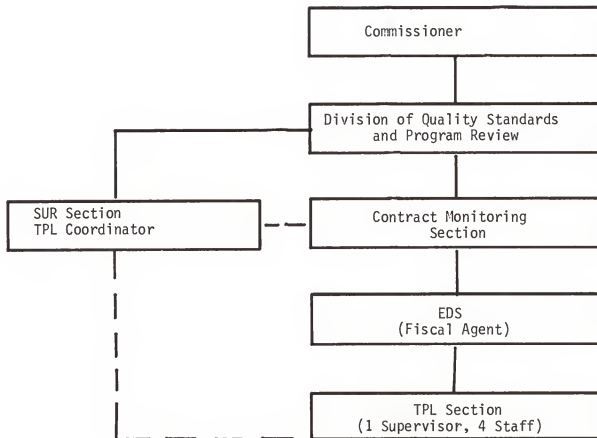 Commissioner
Division of Quality Standards
and Program Review
SUR Section
TPL Coordinator
Contract Monitoring
Section
EDS
(Fiscal Agent)
TPL Section
(1 Supervisor, 4 Staff)